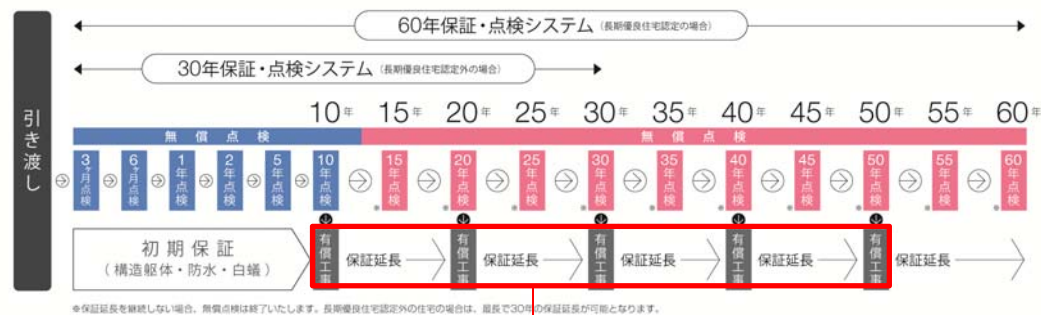 引き渡し
60年保証・点検システム（長期優良住宅認定の場合）
30年保証・点検システム（長期優良住宅認定外の場合）
10年 15年 20年 25年 30年 35年 40年 45年 50年 55年 60年
無償点検 無償点検
3ヶ月点検 6ヶ月点検 1年点検 2年点検 5年点検 10年点検 ※15年点検 ※20年点検 ※25年点検 ※30年点検 ※35年点検 ※40年点検 ※45年点検 ※50年点検 ※55年点検 ※60年点検
初期保証
（構造躯体・防水・白蟻）
有償工事 保証延長 有償工事 保証延長 有償工事 保証延長 有償工事 保証延長 有償工事 保証延長
※保証延長を継続しない場合、無償点検は終了いたします。長期優良住宅認定外の住宅の場合は、最長で30年の保証延長が可能となります。